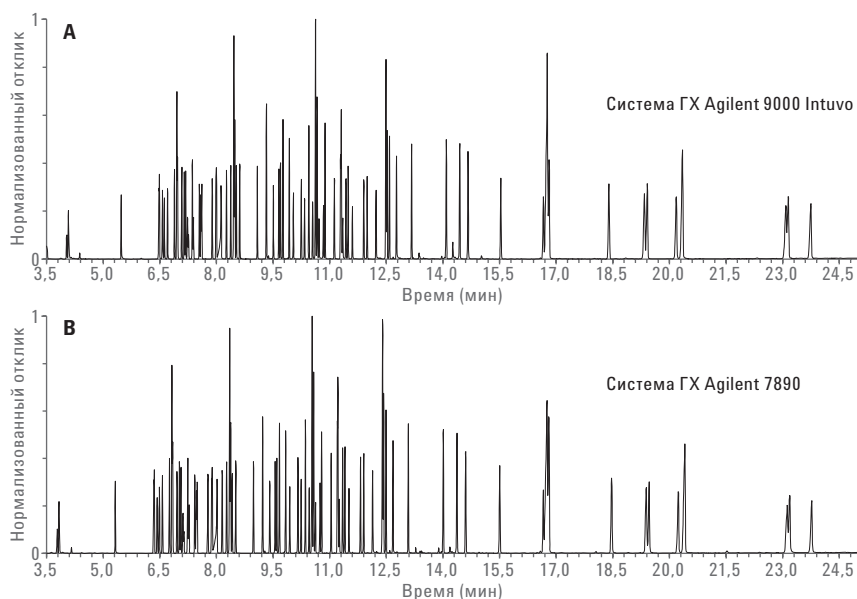 1
A
Нормализованный отклик
Система ГХ Agilent 9000 Intuvo
0
3,5 5,0 6,5 8,0 9,5 11,0 12,5 14,0 15,5 17,0 18,5 20,0 21,5 23,0 24,5
Время (мин)
1
B
Нормализованный отклик
Система ГХ Agilent 7890
0
3,5 5,0 6,5 8,0 9,5 11,0 12,5 14,0 15,5 17,0 18,5 20,0 21,5 23,0 24,5
Время (мин)